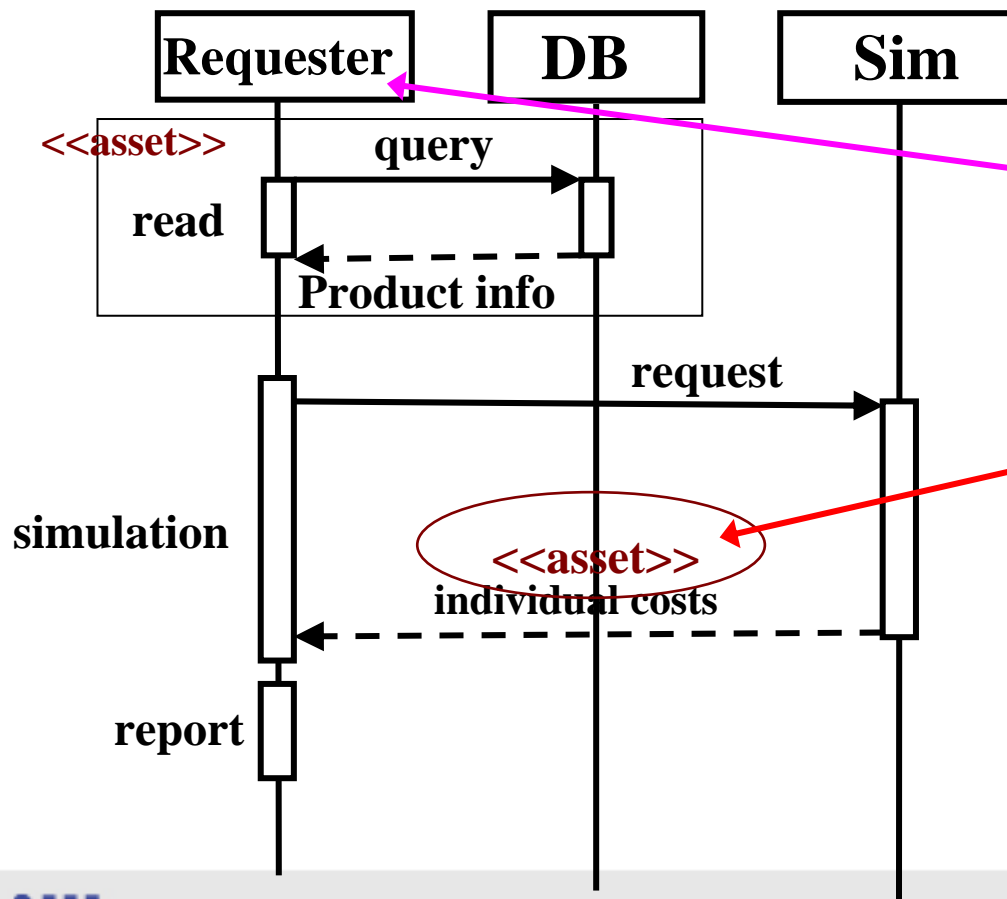 Requester
DB
Sim
<<asset>>
query
read
Product info
request
simulation
<<asset>>
individual costs
report